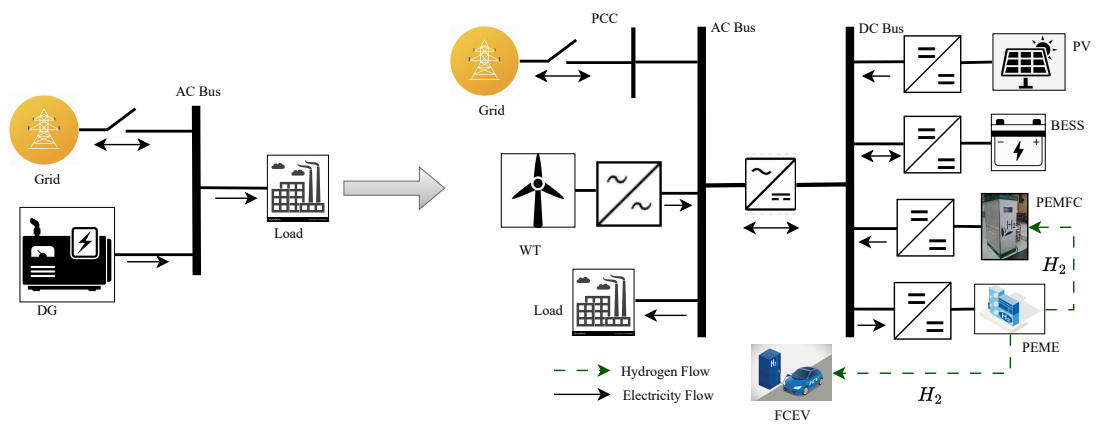 AC Bus
Grid
Load
DG
PCC
AC Bus
DC Bus
Grid
PV
BESS
WT
PEMFC
H₂
Load
PEME
Hydrogen Flow
Electricity Flow
H₂
FCEV